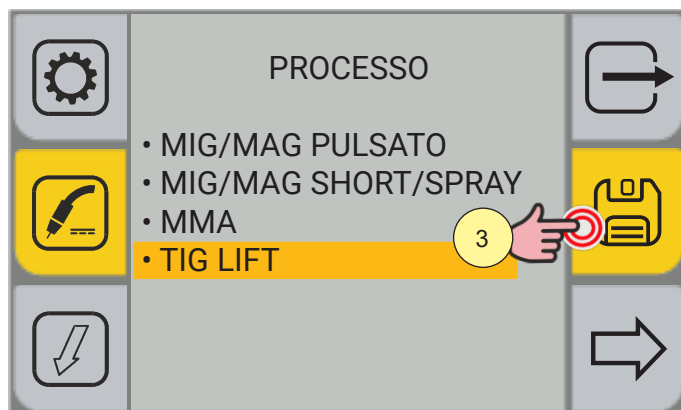 PROCESSO
• MIG/MAG PULSATO
• MIG/MAG SHORT/SPRAY
• MMA
3
• TIG LIFT